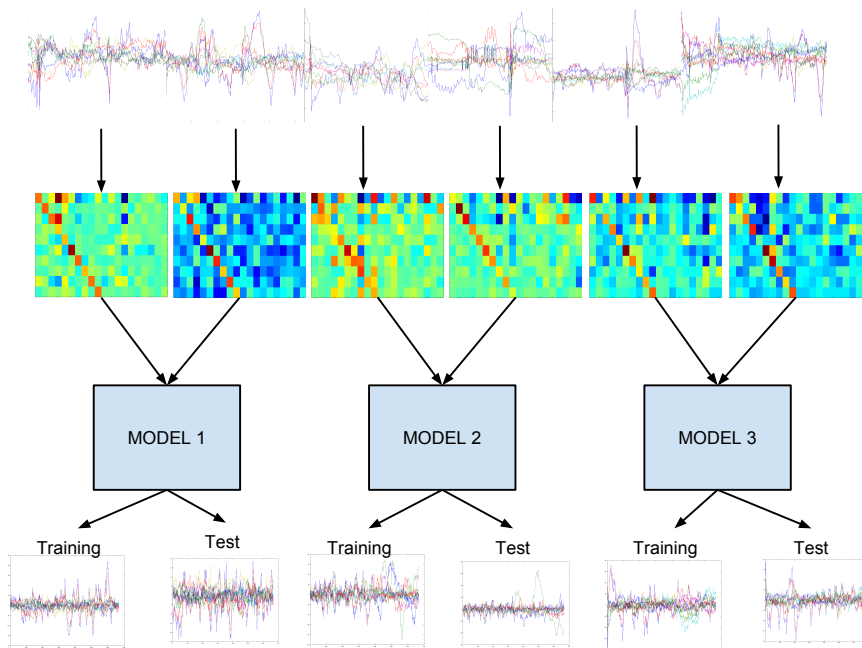 MODEL 1
MODEL 2
MODEL 3
Training
Test
Training
Test
Training
Test